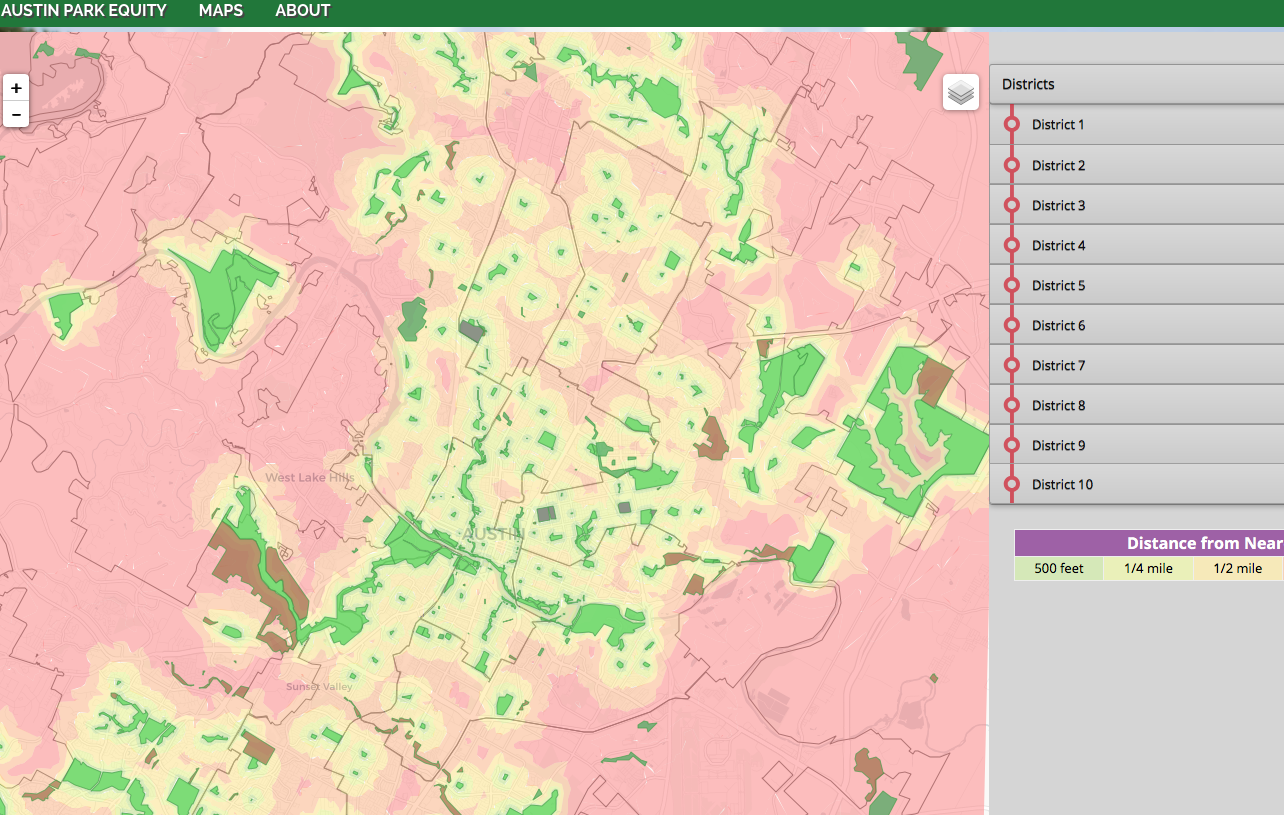 AUSTIN PARK EQUITY MAPS ABOUT
+
-
Districts
District 1
District 2
District 3
District 4
District 5
District 6
District 7
District 8
District 9
District 10
Distance from Near
500 feet 1/4 mile 1/2 mile
West Lake Hills
AUSTIN
Sunset Valley